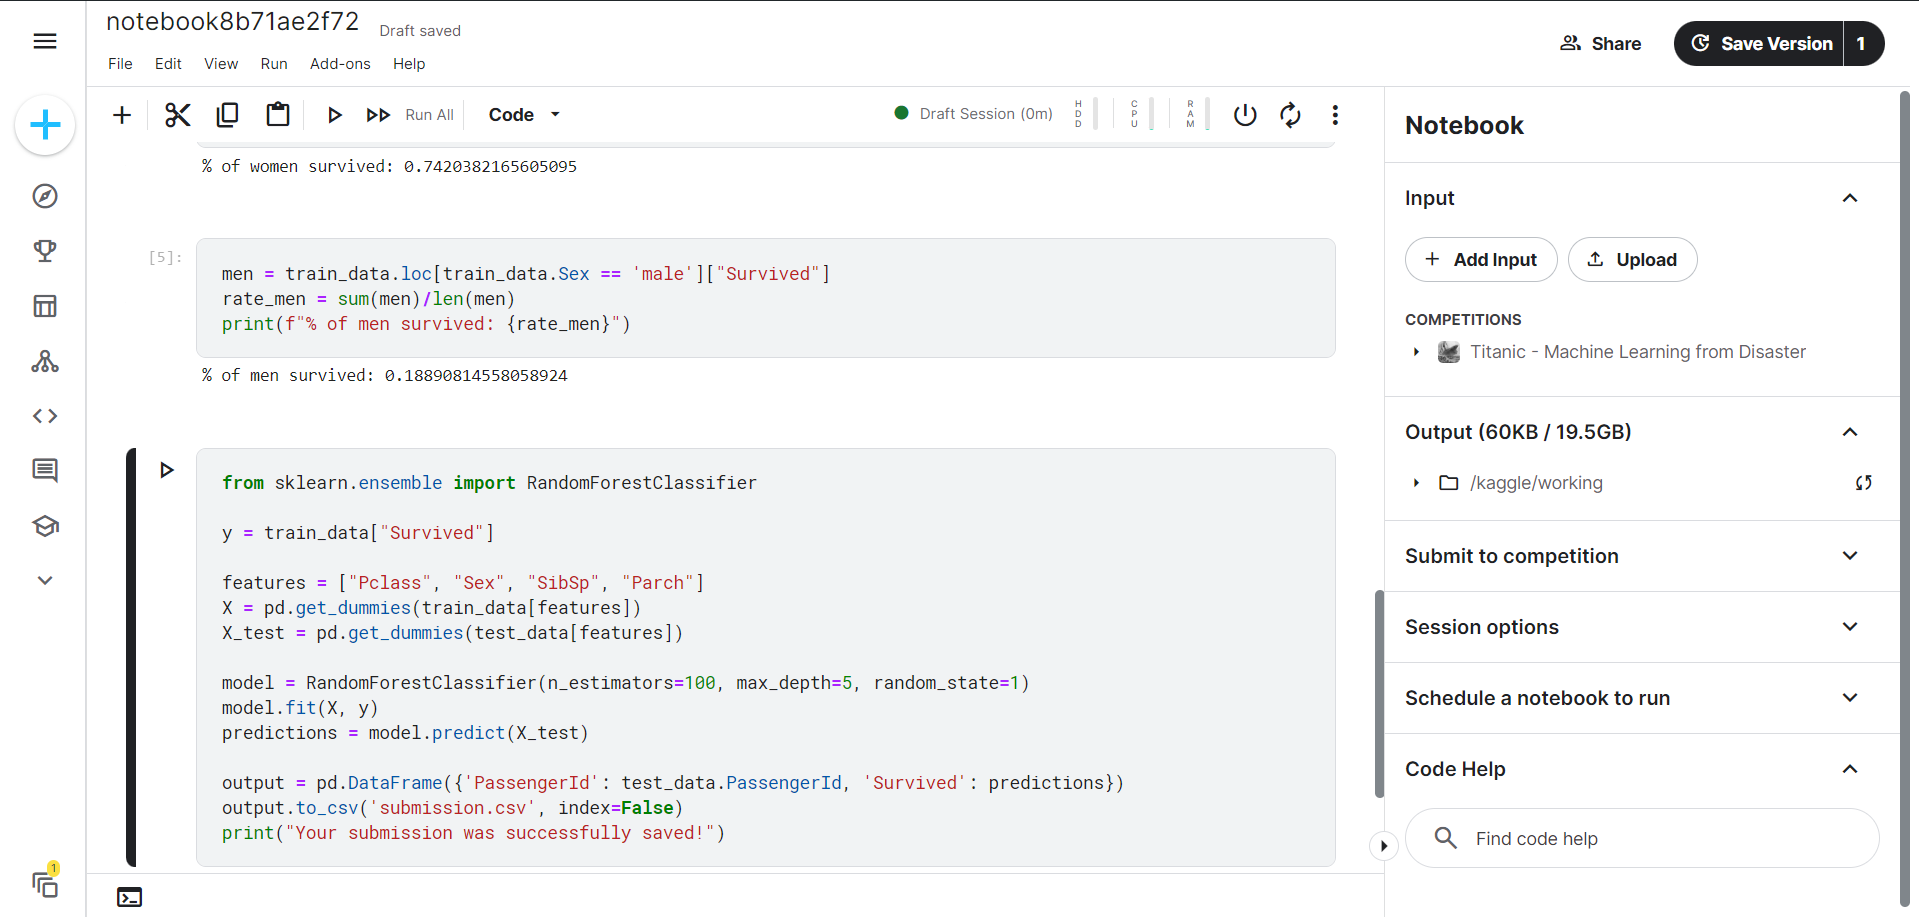 notebook8b71ae2f72
Draft saved
File Edit View Run Add-ons Help
Share
Save Version 1
Run All
Code
Draft Session (0m)
HDD
CPU
RAM
% of women survived: 0.7420382165605095
[5]:
men = train_data.loc[train_data.Sex == 'male']["Survived"]
rate_men = sum(men)/len(men)
print(f"% of men survived: {rate_men}")
% of men survived: 0.18890814558058924
from sklearn.ensemble import RandomForestClassifier
y = train_data["Survived"]
features = ["Pclass", "Sex", "SibSp", "Parch"]
X = pd.get_dummies(train_data[features])
X_test = pd.get_dummies(test_data[features])
model = RandomForestClassifier(n_estimators=100, max_depth=5, random_state=1)
model.fit(X, y)
predictions = model.predict(X_test)
output = pd.DataFrame({'PassengerId': test_data.PassengerId, 'Survived': predictions})
output.to_csv('submission.csv', index=False)
print("Your submission was successfully saved!")
1
Notebook
Input
Add Input
Upload
COMPETITIONS
Titanic - Machine Learning from Disaster
Output (60KB / 19.5GB)
/kaggle/working
Submit to competition
Session options
Schedule a notebook to run
Code Help
Find code help